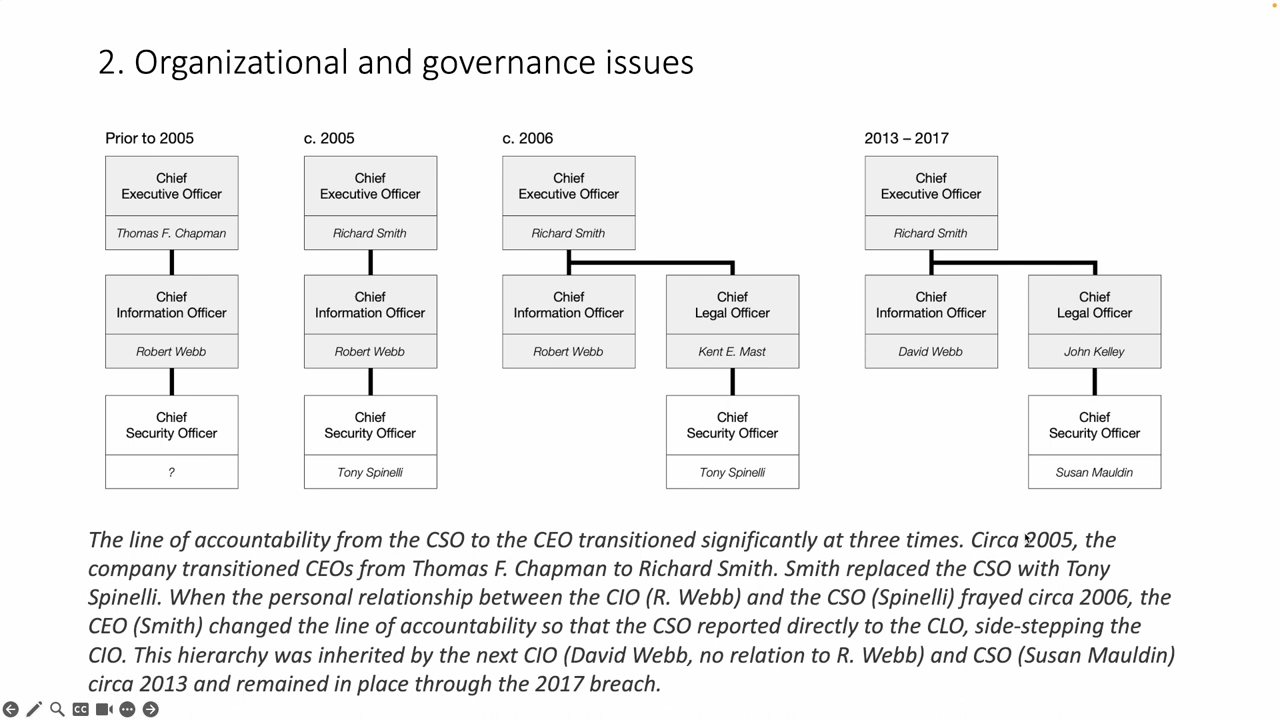 2. Organizational and governance issues
Prior to 2005
Chief
Executive Officer
Thomas F. Chapman
Chief
Information Officer
Robert Webb
Chief
Security Officer
?
c. 2005
Chief
Executive Officer
Richard Smith
Chief
Information Officer
Robert Webb
Chief
Security Officer
Tony Spinelli
c. 2006
Chief
Executive Officer
Richard Smith
Chief
Information Officer
Robert Webb
Chief
Legal Officer
Kent E. Mast
Chief
Security Officer
Tony Spinelli
2013 – 2017
Chief
Executive Officer
Richard Smith
Chief
Information Officer
David Webb
Chief
Legal Officer
John Kelley
Chief
Security Officer
Susan Mauldin
The line of accountability from the CSO to the CEO transitioned significantly at three times. Circa 2005, the
company transitioned CEOs from Thomas F. Chapman to Richard Smith. Smith replaced the CSO with Tony
Spinelli. When the personal relationship between the CIO (R. Webb) and the CSO (Spinelli) frayed circa 2006, the
CEO (Smith) changed the line of accountability so that the CSO reported directly to the CLO, side-stepping the
CIO. This hierarchy was inherited by the next CIO (David Webb, no relation to R. Webb) and CSO (Susan Mauldin)
circa 2013 and remained in place through the 2017 breach.
CC